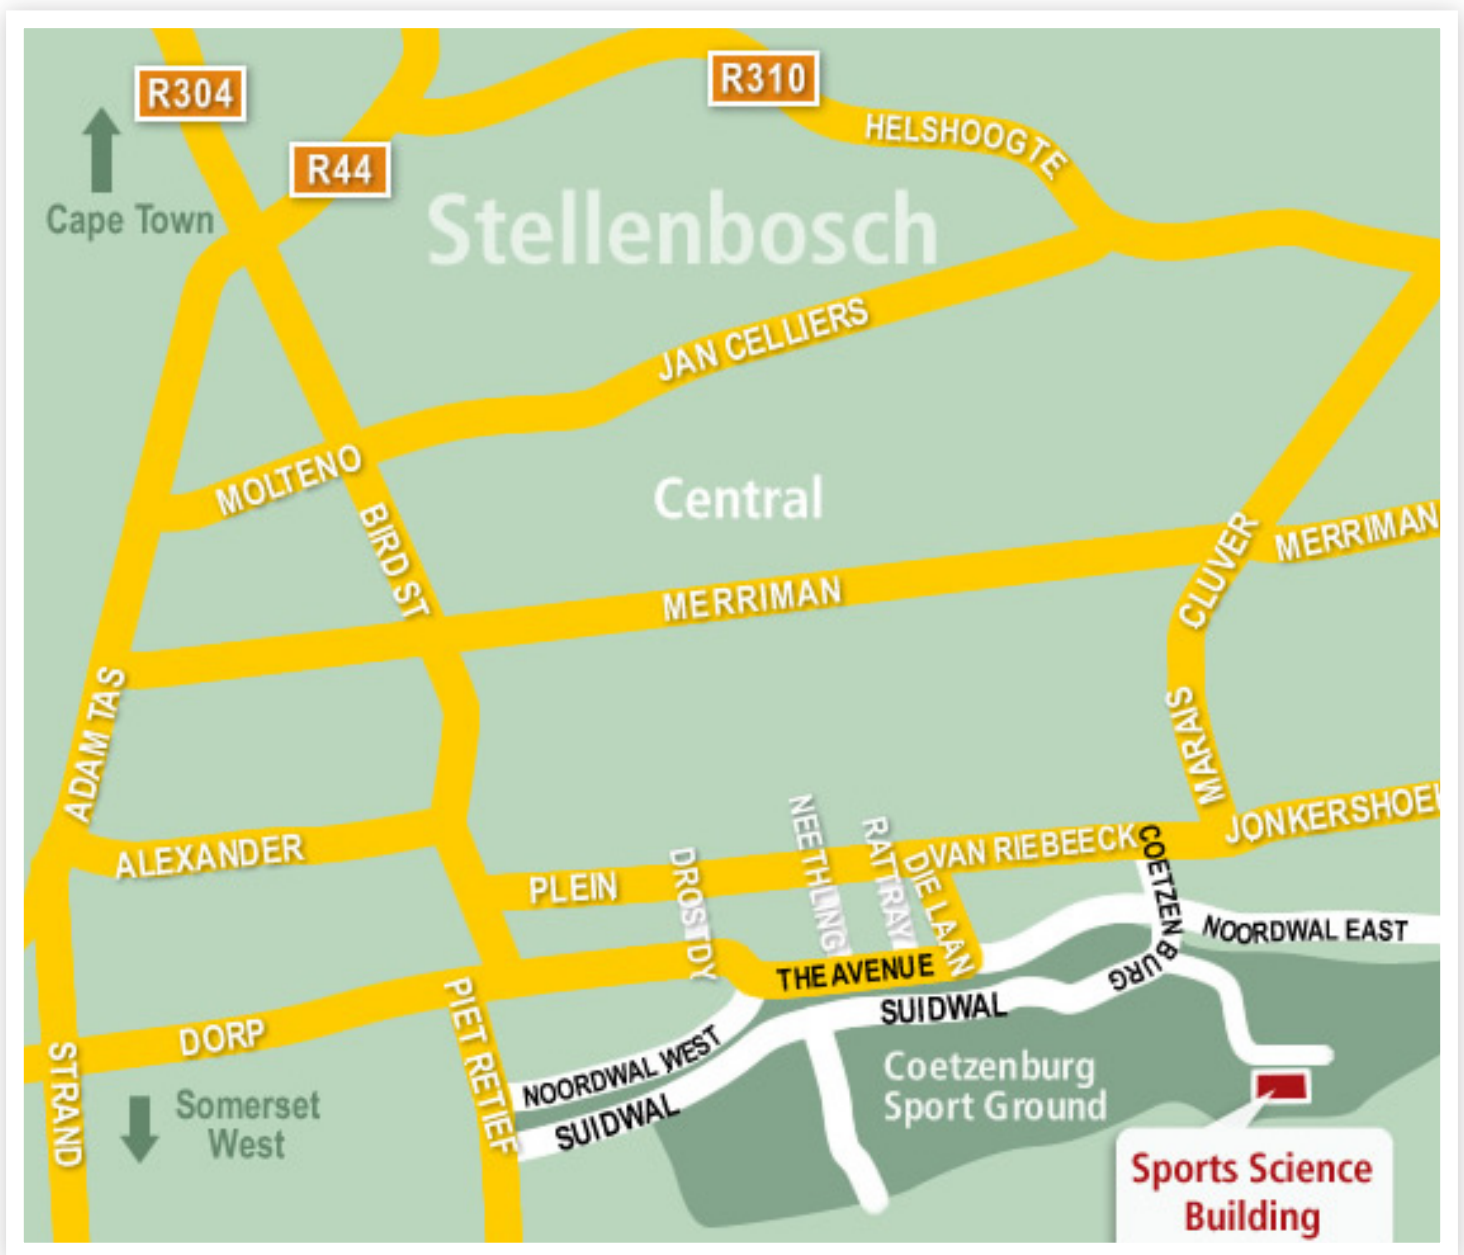 R304
R310
HELSHOOGTE
R44
Cape Town
Stellenbosch
JAN CELLIERS
MOLTENO
Central
BIRD ST
CLUVER
MERRIMAN
MERRIMAN
ADAM TAS
MARAIS
JONKERSHOE
ALEXANDER
NEETHLING
RATTRAY
DIE LAAN
VAN RIEBEECK
COETZENBURG
PLEIN
DROSTDY
NOORDWAL EAST
THE AVENUE
SUIDWAL
PIET RETIEF
DORP
STRAND
NOORDWAL WEST
SUIDWAL
Coetzenburg
Sport Ground
Somerset
West
Sports Science
Building